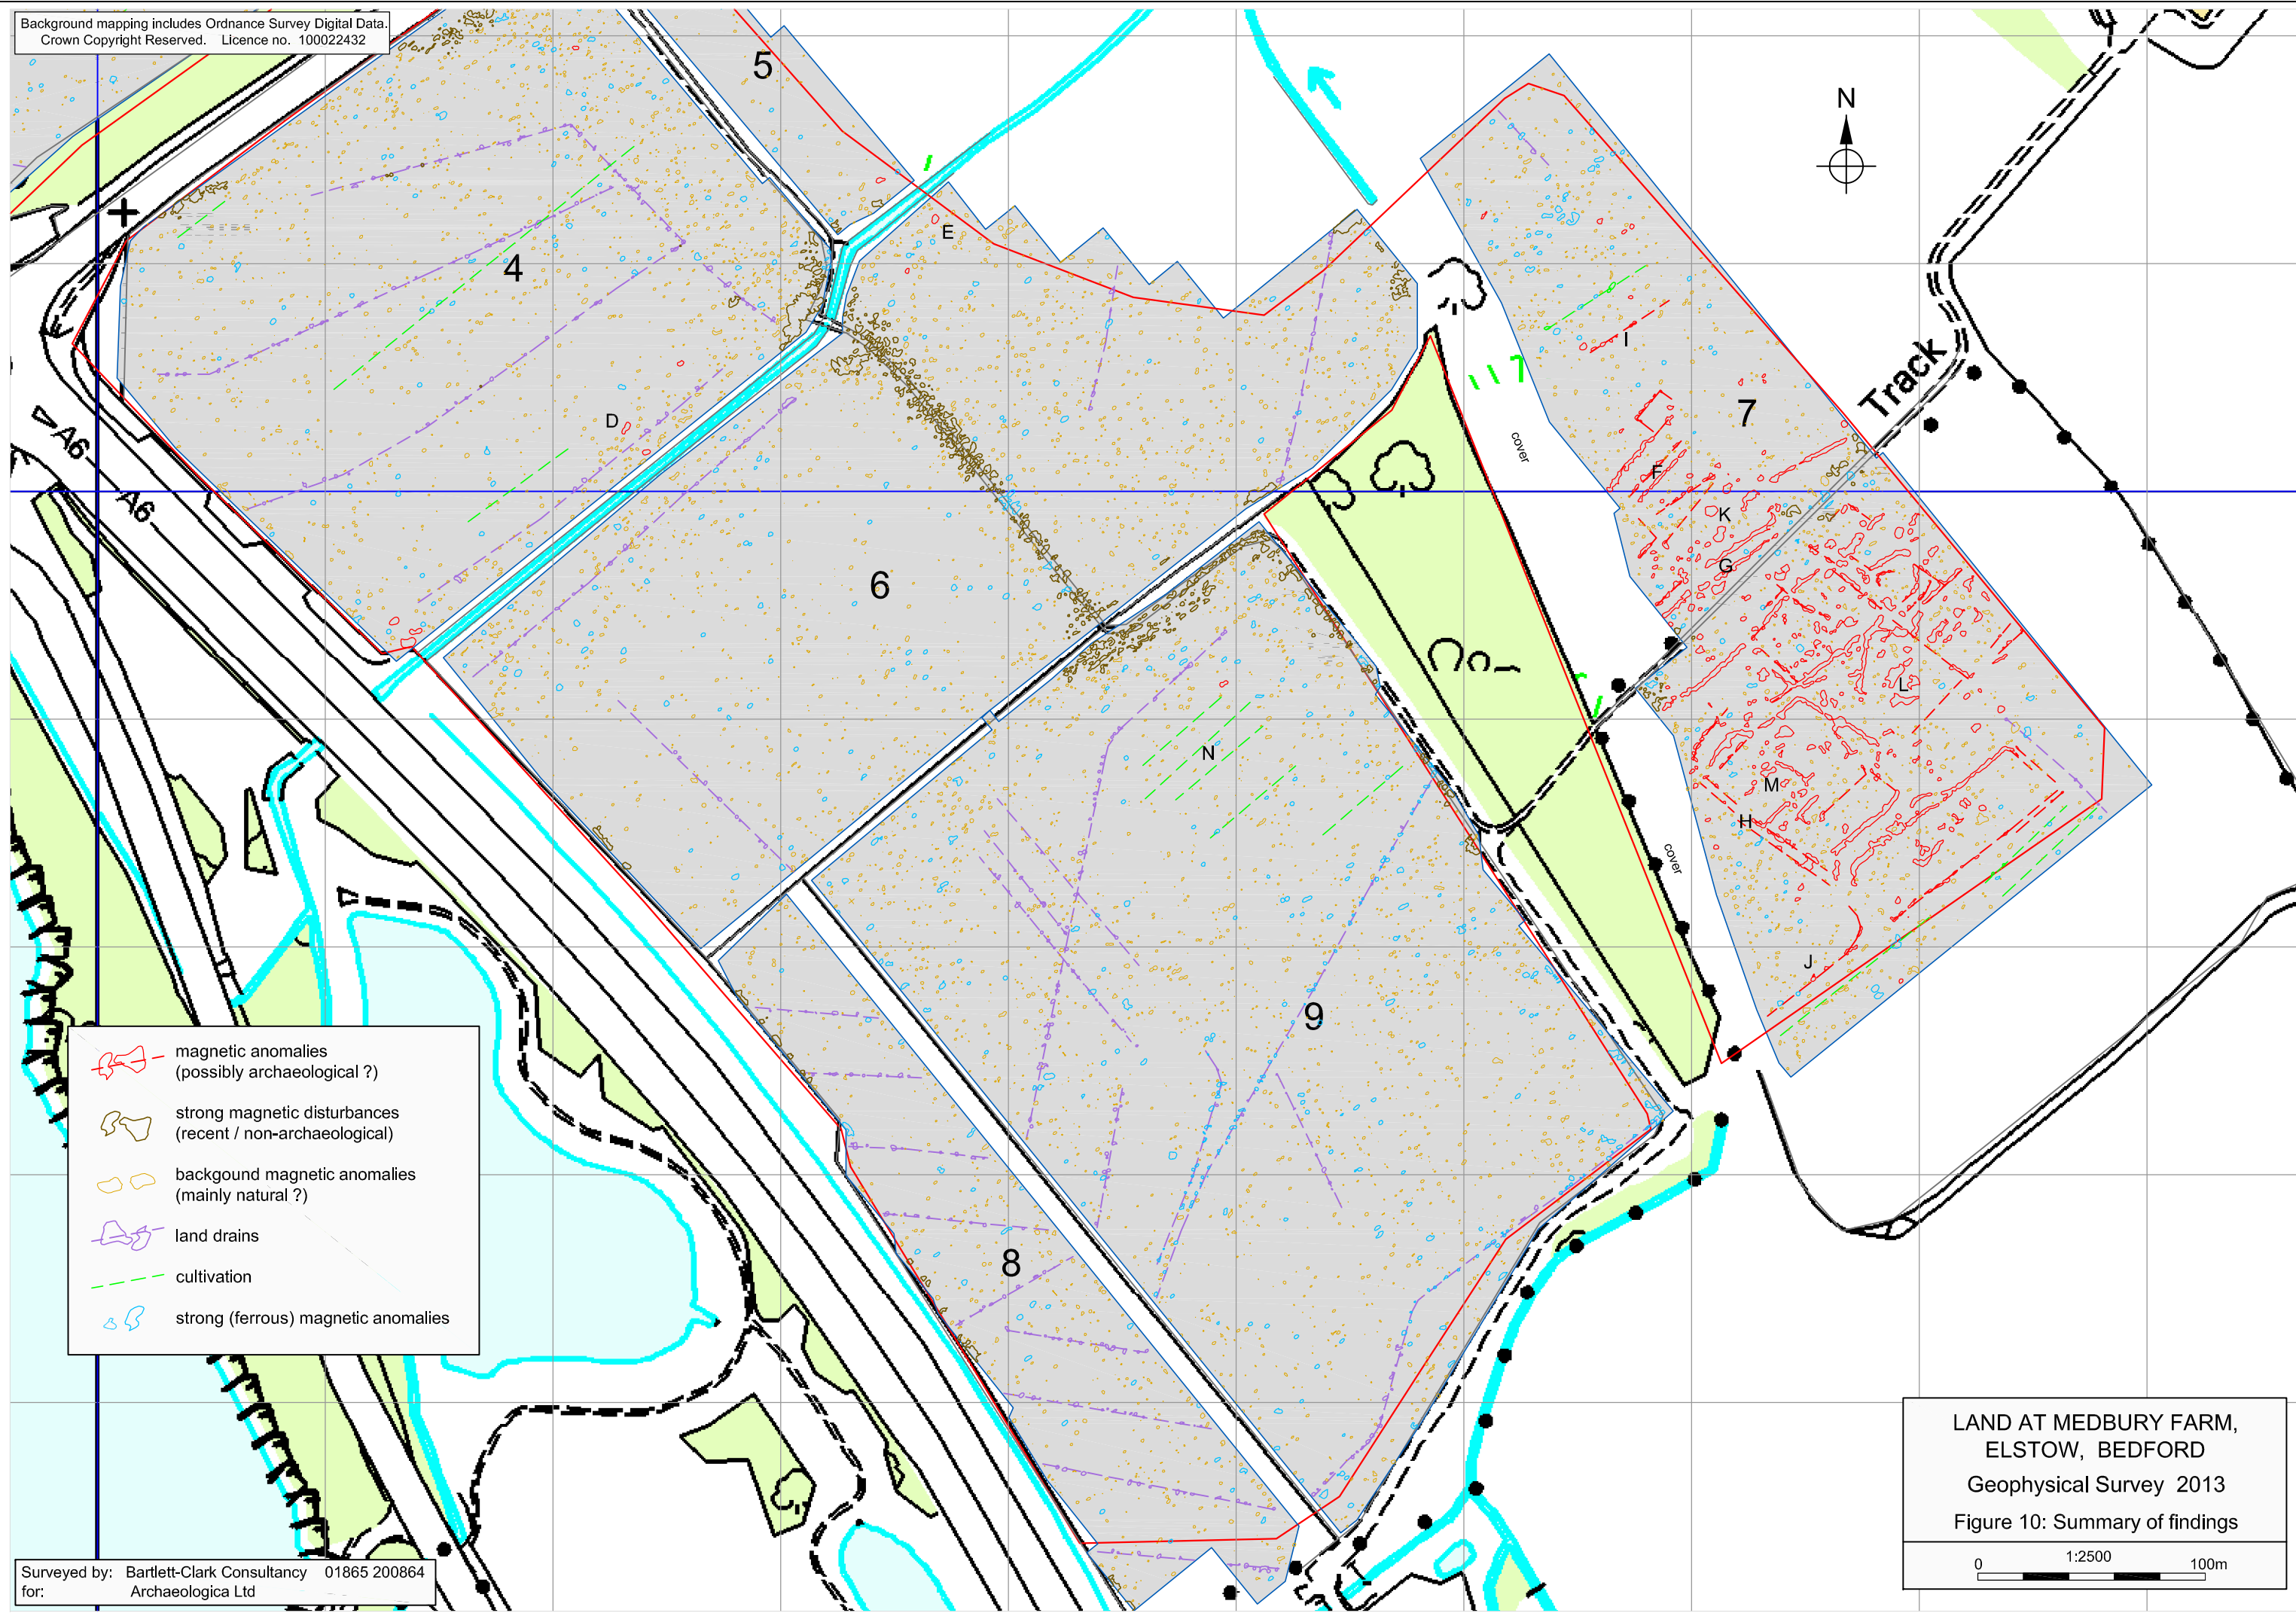 Background mapping includes Ordnance Survey Digital Data.
Crown Copyright Reserved. Licence no. 100022432
5
N
E
4
I
Track
7
D
cover
F
A6
A6
K
G
6
L
N
M
H
cover
J
9
8
magnetic anomalies
(possibly archaeological ?)
strong magnetic disturbances
(recent / non-archaeological)
backgound magnetic anomalies
(mainly natural ?)
land drains
cultivation
strong (ferrous) magnetic anomalies
LAND AT MEDBURY FARM,
ELSTOW, BEDFORD
Geophysical Survey 2013
Figure 10: Summary of findings
1:2500
0 100m
Surveyed by: Bartlett-Clark Consultancy 01865 200864
for: Archaeologica Ltd